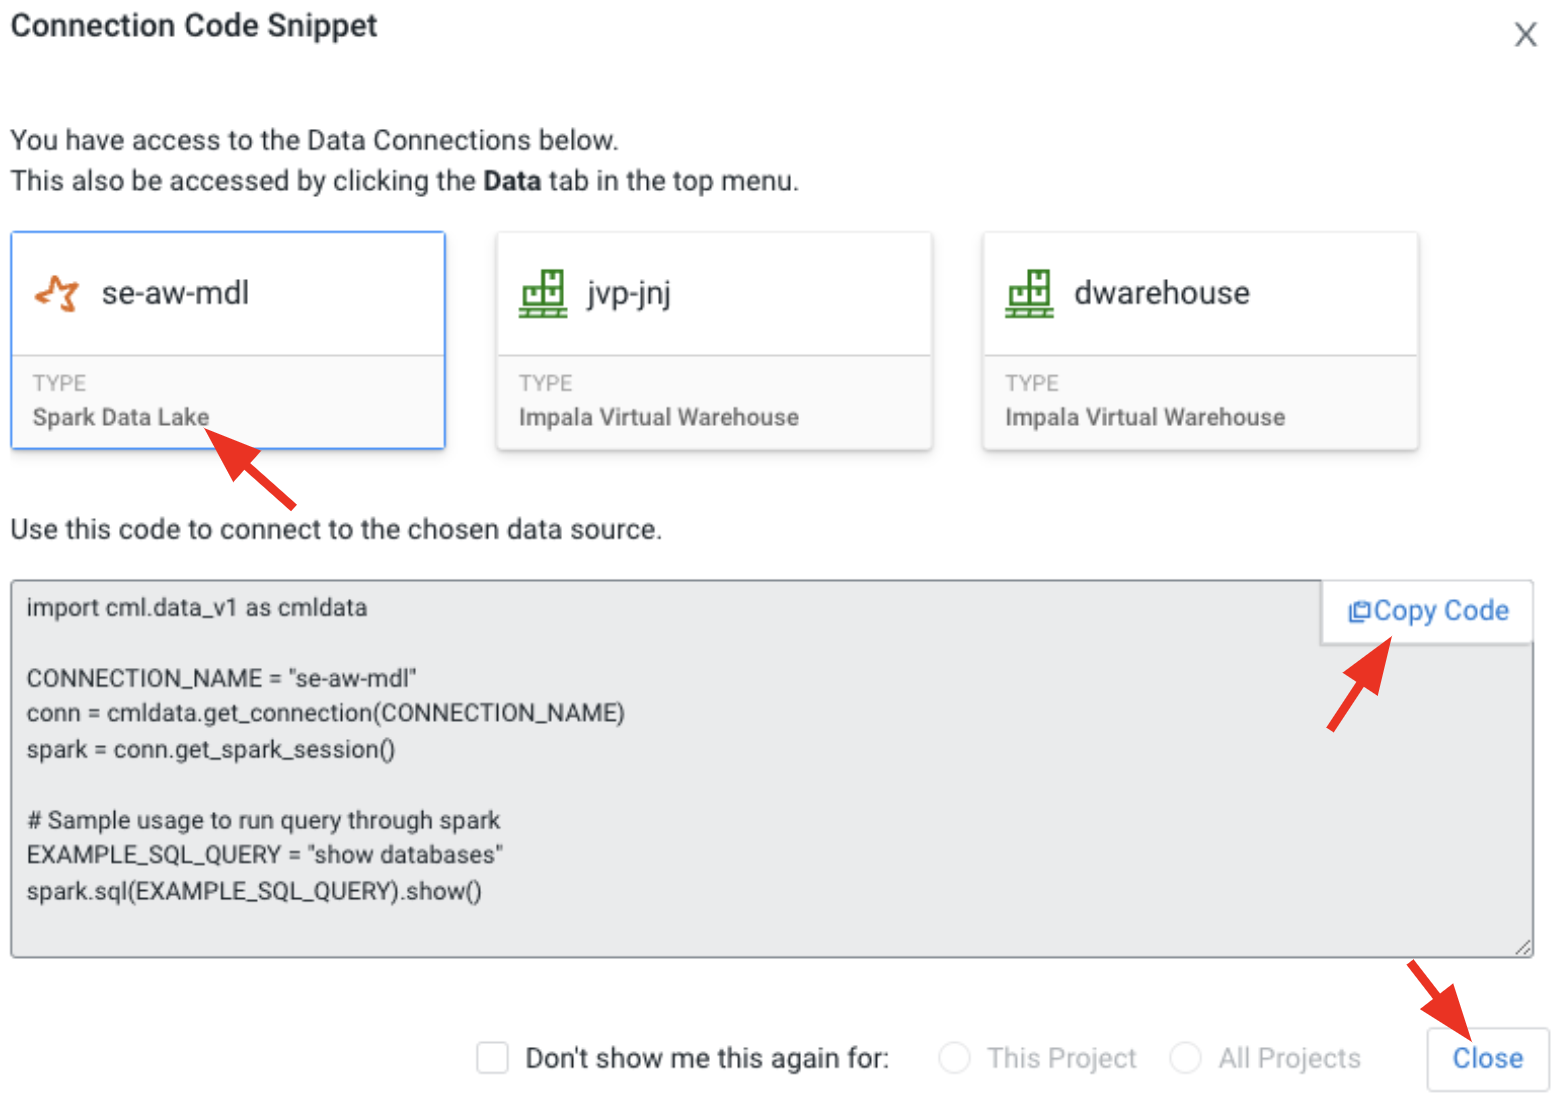 Connection Code Snippet
X
You have access to the Data Connections below.
This also be accessed by clicking the Data tab in the top menu.
se-aw-mdl
TYPE
Spark Data Lake
jvp-jnj
TYPE
Impala Virtual Warehouse
dwarehouse
TYPE
Impala Virtual Warehouse
Use this code to connect to the chosen data source.
Copy Code
import cml.data_v1 as cmldata
CONNECTION_NAME = "se-aw-mdl"
conn = cmldata.get_connection(CONNECTION_NAME)
spark = conn.get_spark_session()
# Sample usage to run query through spark
EXAMPLE_SQL_QUERY = "show databases"
spark.sql(EXAMPLE_SQL_QUERY).show()
Don't show me this again for:
This Project
All Projects
Close